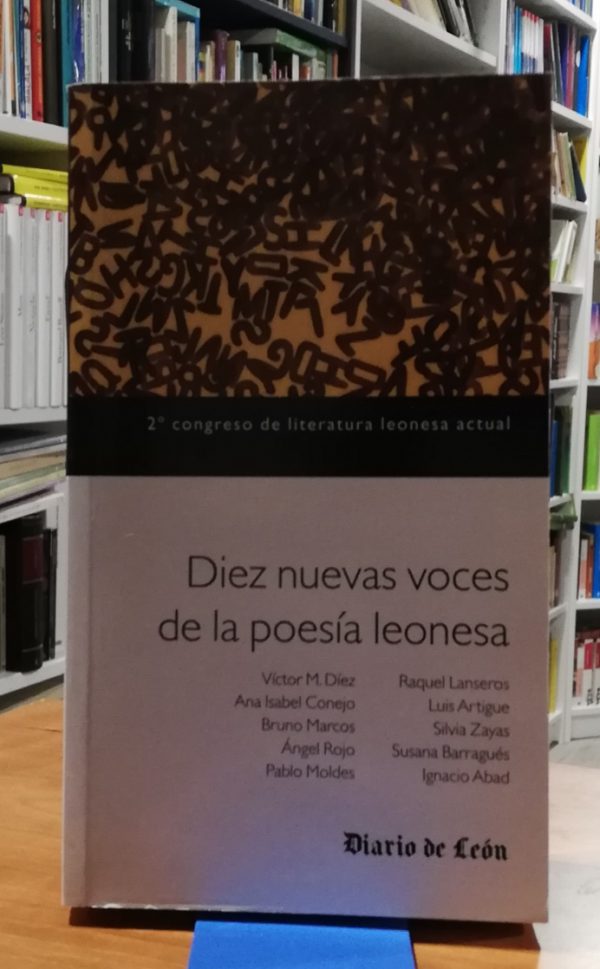 2º congreso de literatura leonesa actual
Diez nuevas voces
de la poesía leonesa
Víctor M. Díez
Ana Isabel Conejo
Bruno Marcos
Ángel Rojo
Pablo Moldes
Raquel Lanseros
Luis Artigue
Silvia Zayas
Susana Barragués
Ignacio Abad
Diario de León